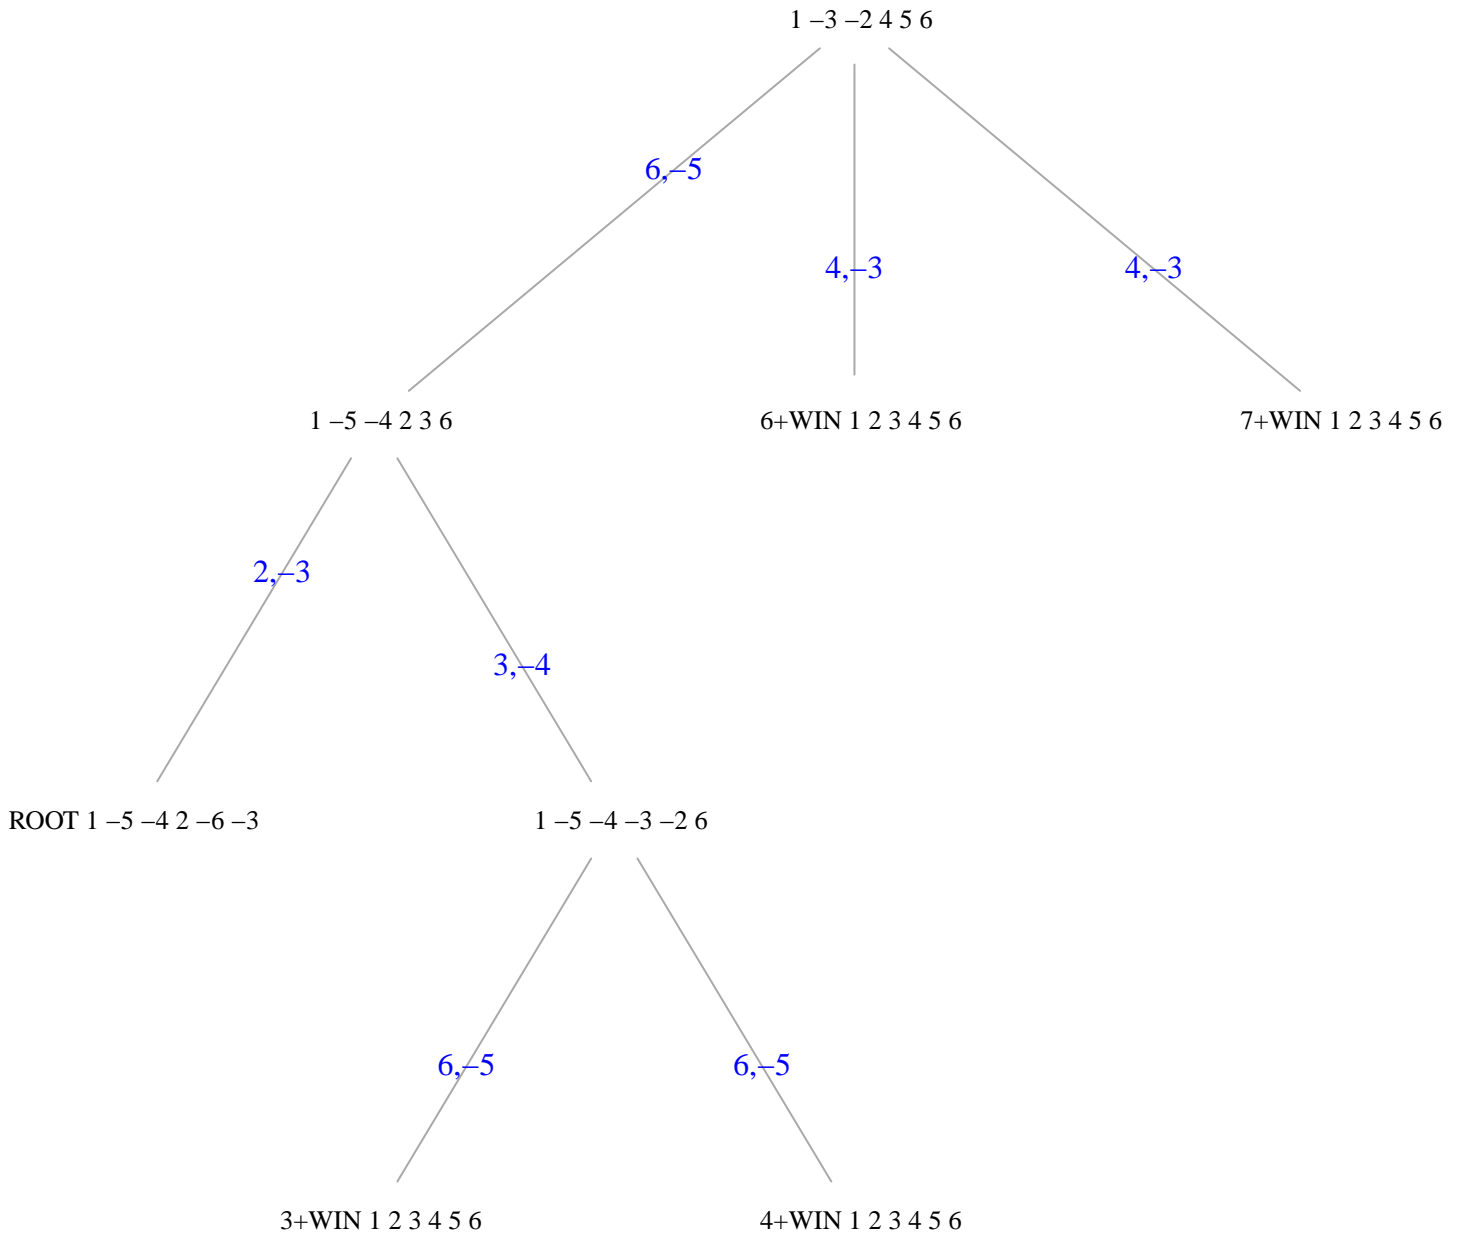 1 –3 –2 4 5 6
6,–5
4,–3
4,–3
1 –5 –4 2 3 6
6+WIN 1 2 3 4 5 6
7+WIN 1 2 3 4 5 6
2,–3
3,–4
ROOT 1 –5 –4 2 –6 –3
1 –5 –4 –3 –2 6
6,–5
6,–5
3+WIN 1 2 3 4 5 6
4+WIN 1 2 3 4 5 6